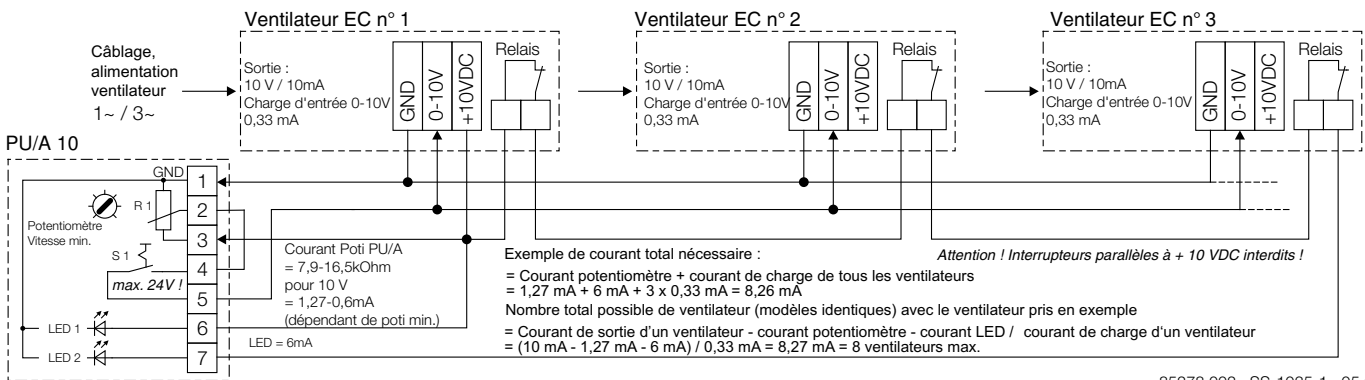 Ventilateur EC n° 1
Ventilateur EC n° 2
Ventilateur EC n° 3
Câblage,
alimentation
ventilateur
1~ / 3~
Sortie :
10 V / 10mA
Charge d'entrée 0-10V
0,33 mA
GND
0-10V
+10VDC
Relais
Sortie :
10 V / 10mA
Charge d'entrée 0-10V
0,33 mA
GND
0-10V
+10VDC
Relais
Sortie :
10 V / 10mA
Charge d'entrée 0-10V
0,33 mA
GND
0-10V
+10VDC
Relais
PU/A 10
GND
1
2
3
4
5
6
7
R 1
Potentiomètre
Vitesse min.
S 1
max. 24V !
LED 1
LED 2
Courant Poti PU/A
= 7,9-16,5kOhm
pour 10 V
= 1,27-0,6mA
(dépendant de poti min.)
LED = 6mA
Exemple de courant total nécessaire :
= Courant potentiomètre + courant de charge de tous les ventilateurs
= 1,27 mA + 6 mA + 3 x 0,33 mA = 8,26 mA
Nombre total possible de ventilateur (modèles identiques) avec le ventilateur pris en exemple
= Courant de sortie d'un ventilateur - courant potentiomètre - courant LED / courant de charge d'un ventilateur
= (10 mA - 1,27 mA - 6 mA) / 0,33 mA = 8,27 mA = 8 ventilateurs max.
Attention ! Interrupteurs parallèles à + 10 VDC interdits !